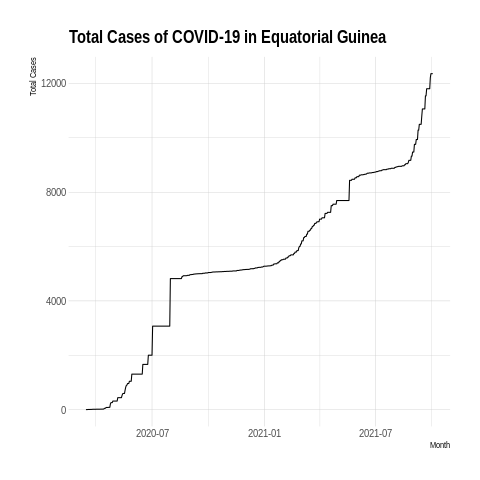 Total Cases of COVID-19 in Equatorial Guinea
Total Cases
12000
8000
4000
0
2020-07
2021-01
2021-07
Month